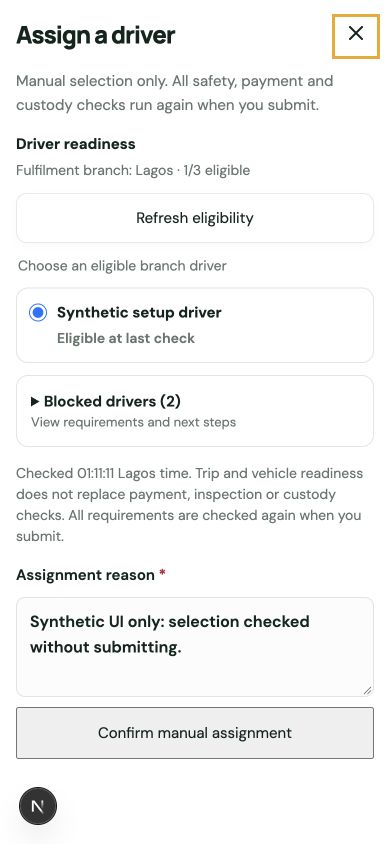 Assign a driver
Manual selection only. All safety, payment and
custody checks run again when you submit.
Driver readiness
Fulfilment branch: Lagos · 1/3 eligible
Refresh eligibility
Choose an eligible branch driver
Synthetic setup driver
Eligible at last check
Blocked drivers (2)
View requirements and next steps
Checked 01:11:11 Lagos time. Trip and vehicle readiness
does not replace payment, inspection or custody
checks. All requirements are checked again when you
submit.
Assignment reason *
Synthetic UI only: selection checked
without submitting.
Confirm manual assignment
N